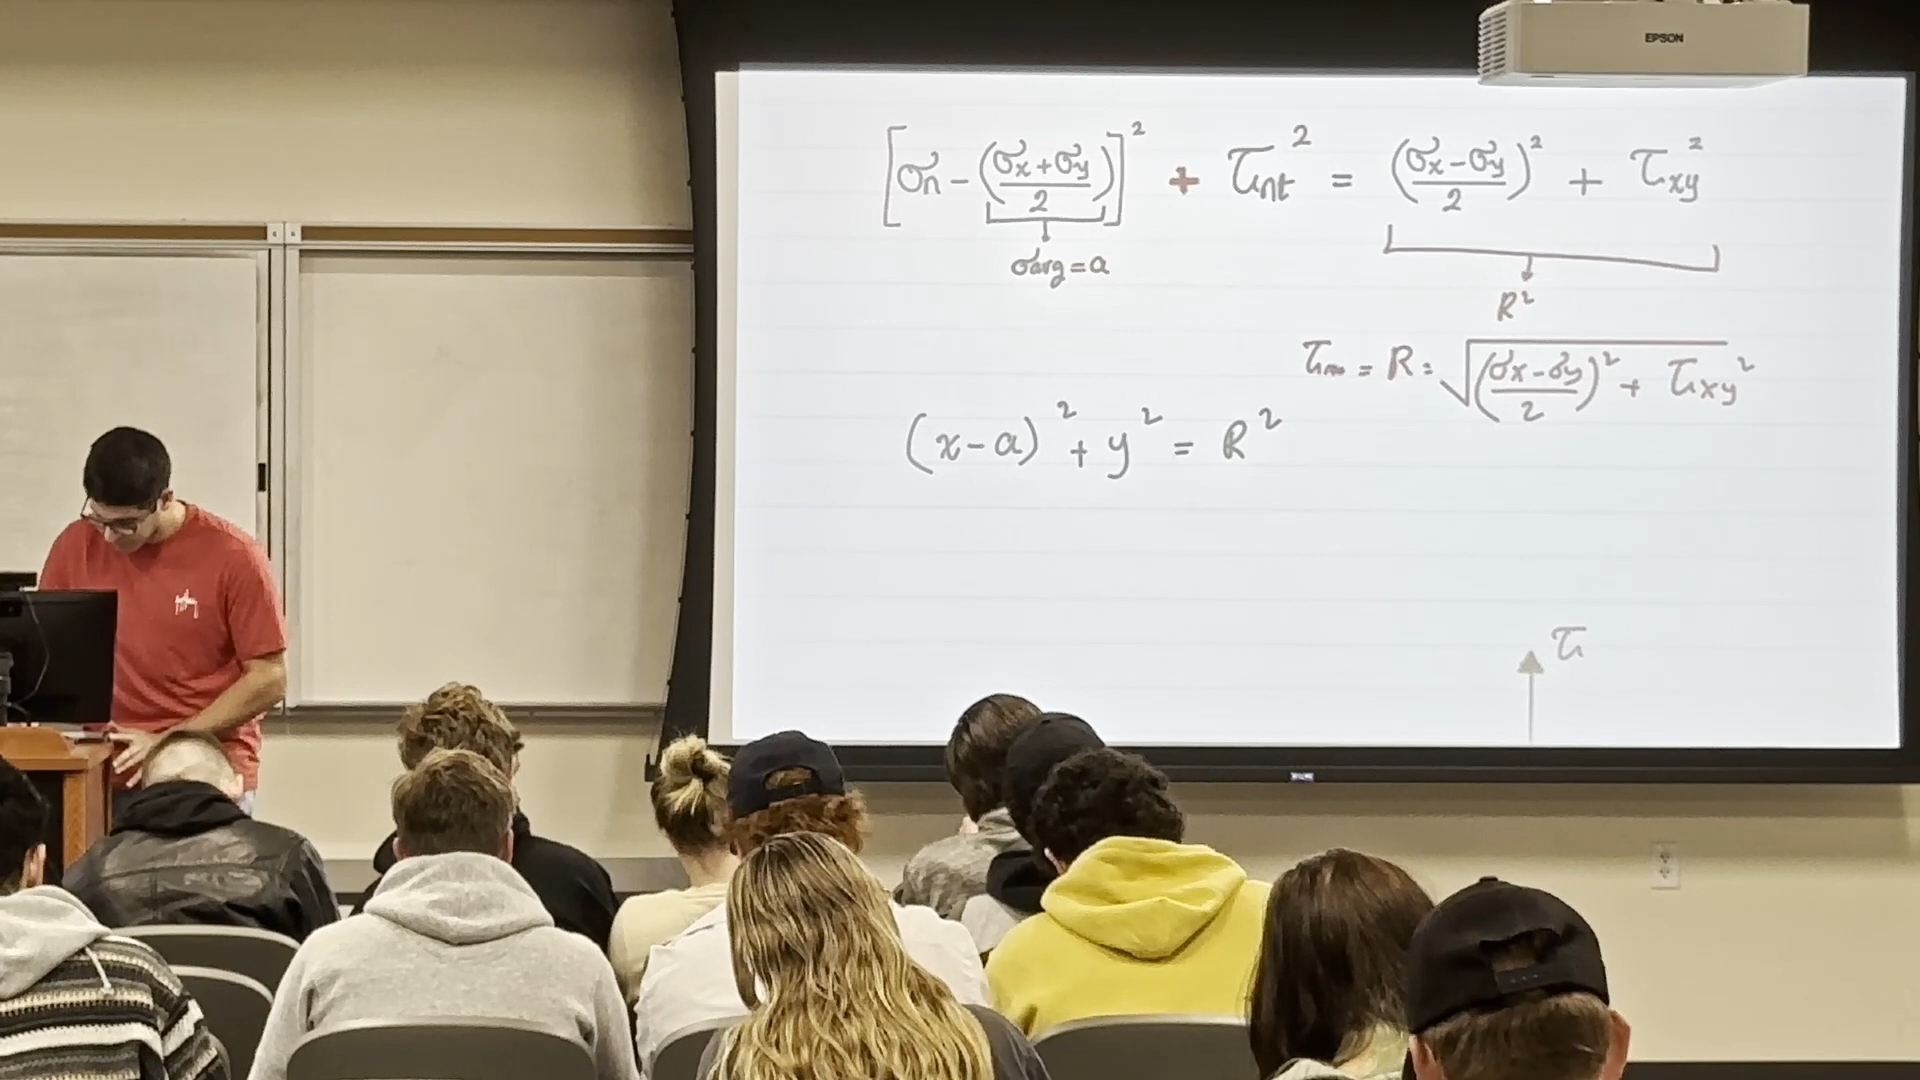 EPSON
[σn - (σx + σy / 2)]² + τnt² = (σx - σy / 2)² + τxy²
σavg = a
R²
τm = R = √((σx - σy / 2)² + τxy²)
(x - a)² + y² = R²
τ